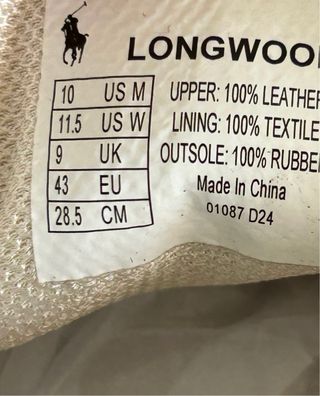 LONGWOO
10 US M
11.5 US W
9 UK
43 EU
28.5 CM
UPPER: 100% LEATHER
LINING: 100% TEXTILE
OUTSOLE: 100% RUBBE
Made In China
01087 D24